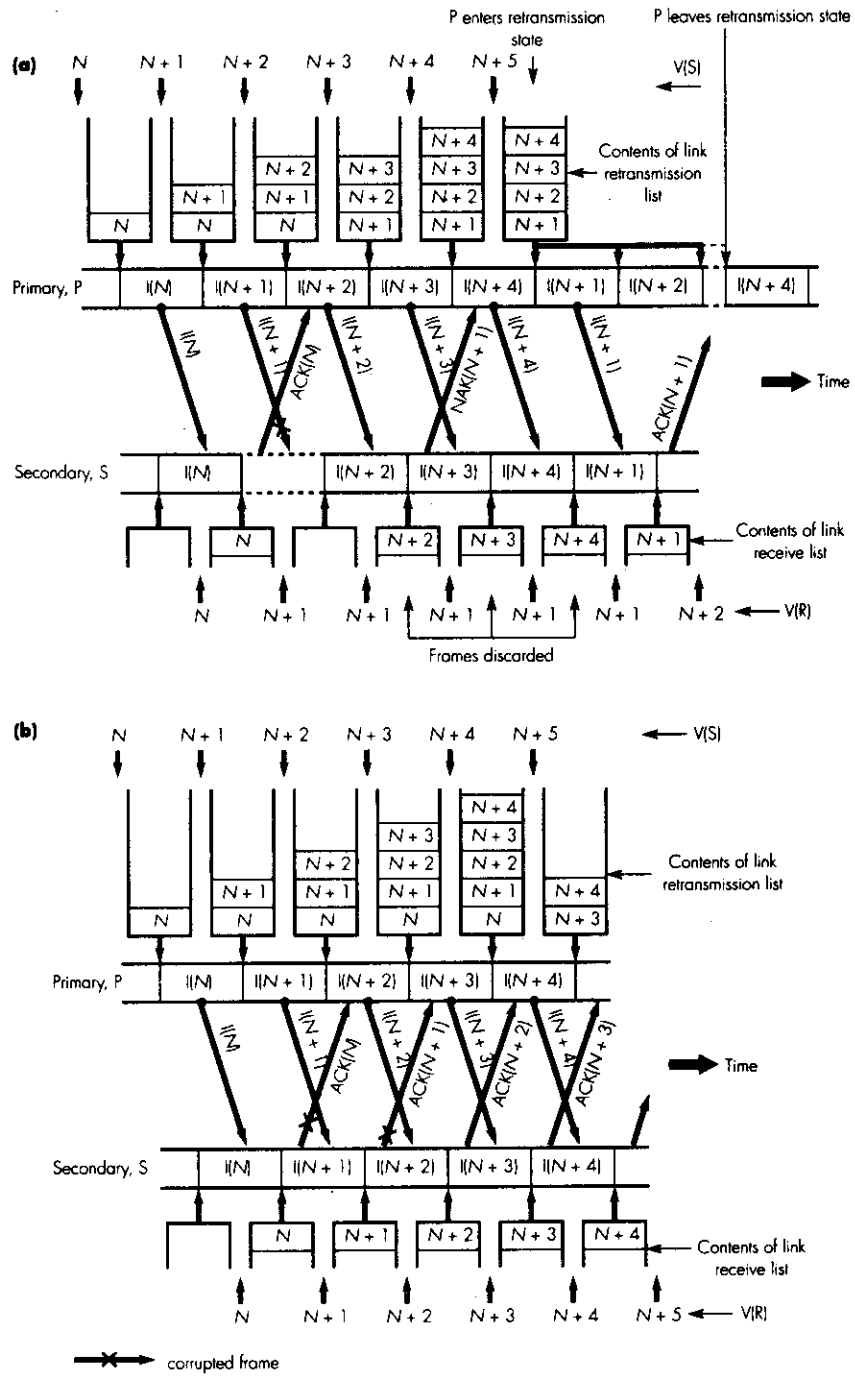 P enters retransmission state
P leaves retransmission state
(a)
N
N + 1
N + 2
N + 3
N + 4
N + 5
V(S)
N
N + 1
N
N + 2
N + 1
N
N + 3
N + 2
N + 1
N + 4
N + 3
N + 2
N + 1
N + 4
N + 3
N + 2
N + 1
Contents of link
retransmission
list
Primary, P
I(N)
I(N + 1)
I(N + 2)
I(N + 3)
I(N + 4)
I(N + 1)
I(N + 2)
I(N + 4)
I(N)
I(N + 1)
ACK(N)
I(N + 2)
I(N + 3)
NAK(N + 1)
I(N + 4)
I(N + 1)
ACK(N + 1)
Time
Secondary, S
I(N)
I(N + 2)
I(N + 3)
I(N + 4)
I(N + 1)
N
N + 2
N + 3
N + 4
N + 1
Contents of link
receive list
N
N + 1
N + 1
N + 1
N + 1
N + 1
N + 2
V(R)
Frames discarded
(b)
N
N + 1
N + 2
N + 3
N + 4
N + 5
V(S)
N
N + 1
N
N + 2
N + 1
N
N + 3
N + 2
N + 1
N
N + 4
N + 3
N + 2
N + 1
N
N + 4
N + 3
Contents of link
retransmission list
Primary, P
I(N)
I(N + 1)
I(N + 2)
I(N + 3)
I(N + 4)
I(N)
I(N + 1)
ACK(N)
I(N + 2)
ACK(N + 1)
I(N + 3)
ACK(N + 2)
I(N + 4)
ACK(N + 3)
Time
Secondary, S
I(N)
I(N + 1)
I(N + 2)
I(N + 3)
I(N + 4)
N
N + 1
N + 2
N + 3
N + 4
Contents of link
receive list
N
N + 1
N + 2
N + 3
N + 4
N + 5
V(R)
corrupted frame